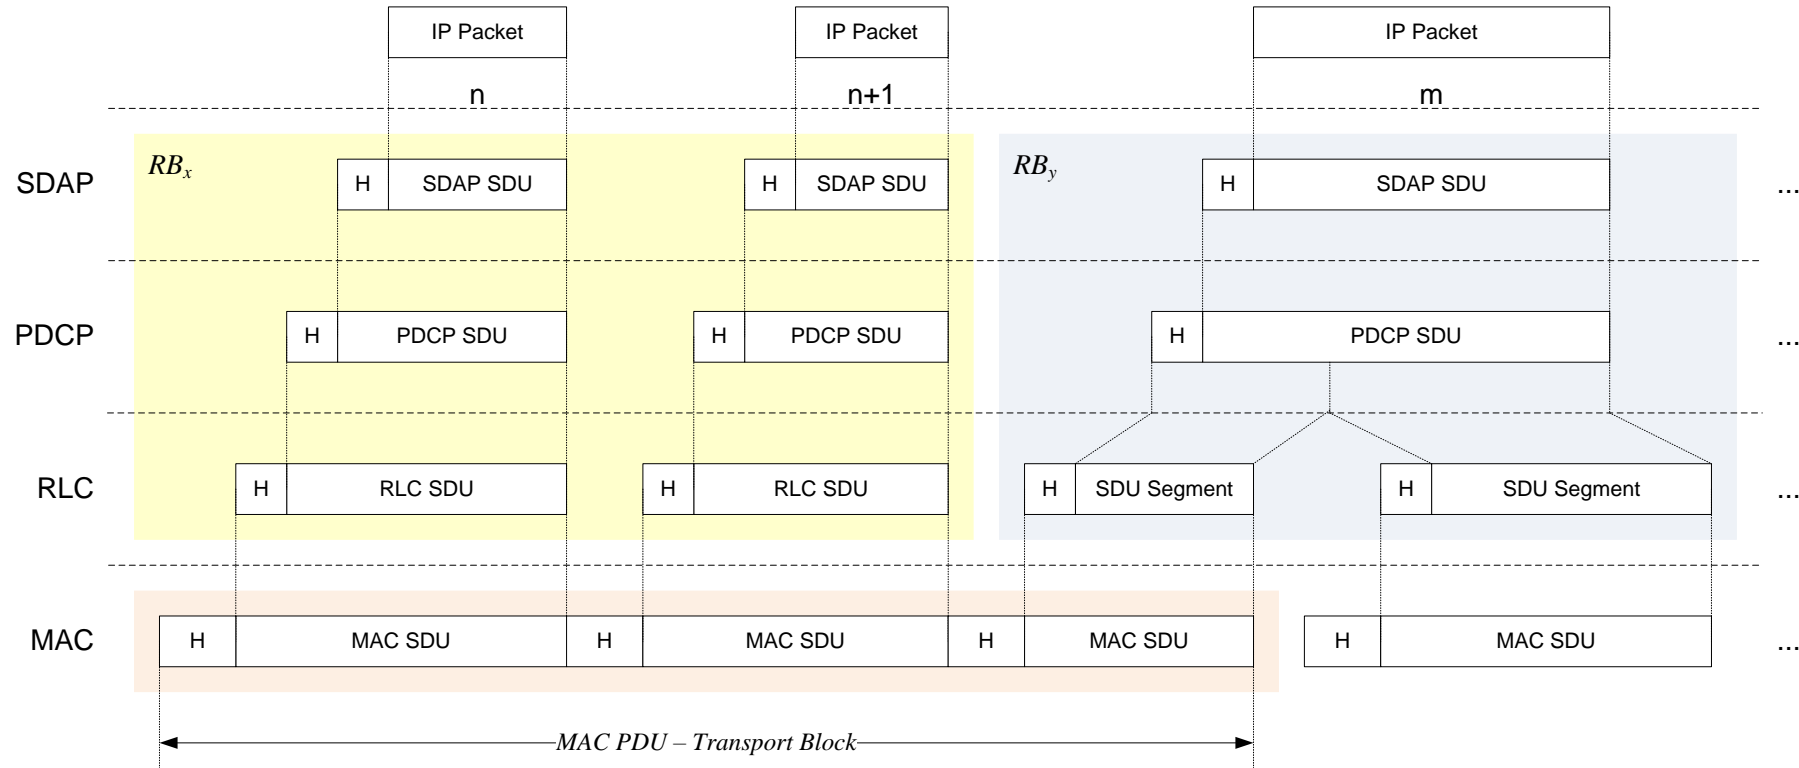 IP Packet IP Packet IP Packet
n n+1 m
RBx RBy
SDAP H SDAP SDU H SDAP SDU H SDAP SDU ...
PDCP H PDCP SDU H PDCP SDU H PDCP SDU ...
RLC H RLC SDU H RLC SDU H SDU Segment H SDU Segment ...
MAC H MAC SDU H MAC SDU H MAC SDU H MAC SDU ...
MAC PDU – Transport Block